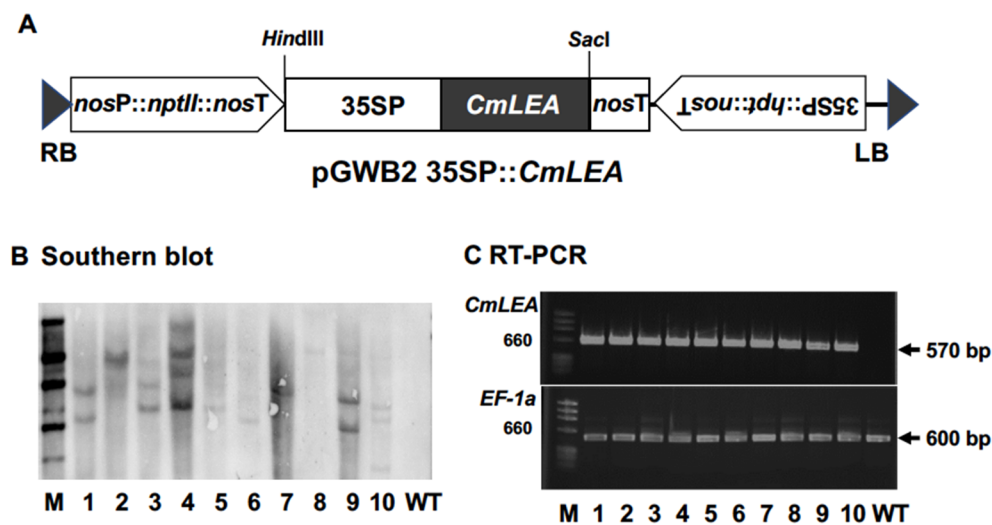 A
HindIII SacI
nosP::nptII::nosT 35SP CmLEA nosT 35SP::hpt::nosT
RB LB
pGWB2 35SP::CmLEA
B Southern blot
M 1 2 3 4 5 6 7 8 9 10 WT
C RT-PCR
CmLEA
660
570 bp
EF-1a
660
600 bp
M 1 2 3 4 5 6 7 8 9 10 WT